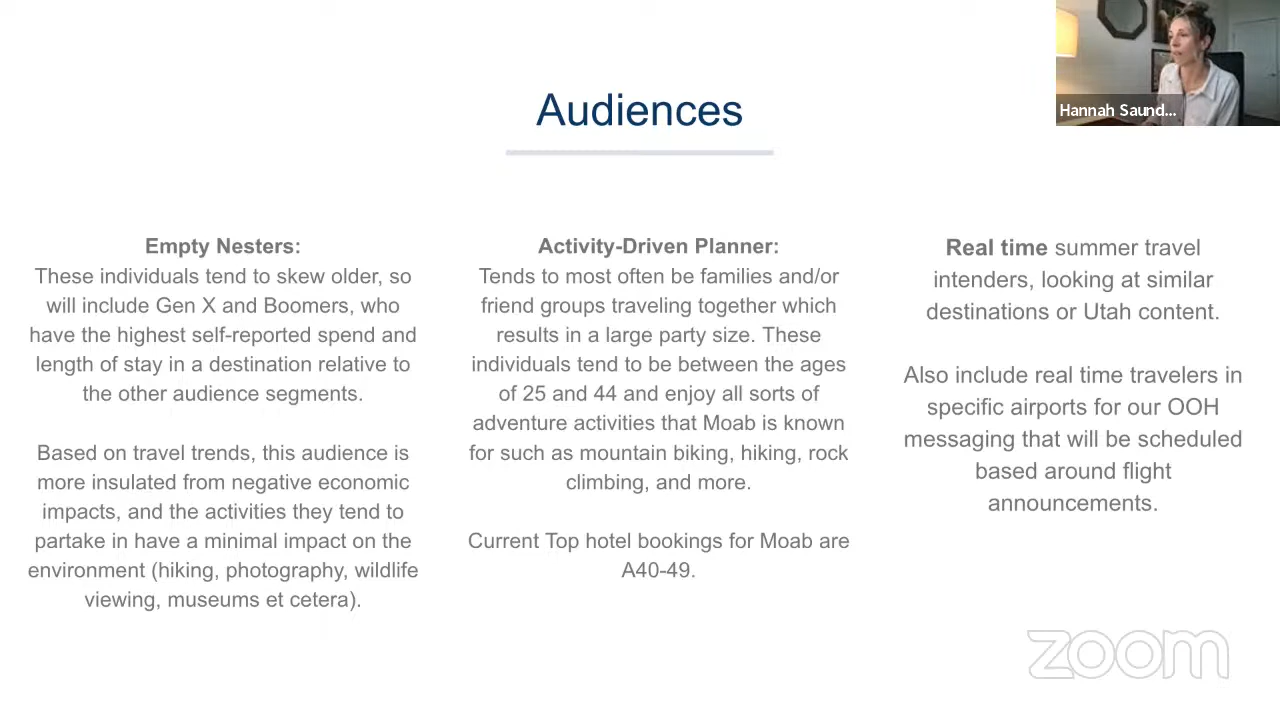 Audiences
Hannah Saund...
Empty Nesters:
These individuals tend to skew older, so
will include Gen X and Boomers, who
have the highest self-reported spend and
length of stay in a destination relative to
the other audience segments.
Based on travel trends, this audience is
more insulated from negative economic
impacts, and the activities they tend to
partake in have a minimal impact on the
environment (hiking, photography, wildlife
viewing, museums et cetera).
Activity-Driven Planner:
Tends to most often be families and/or
friend groups traveling together which
results in a large party size. These
individuals tend to be between the ages
of 25 and 44 and enjoy all sorts of
adventure activities that Moab is known
for such as mountain biking, hiking, rock
climbing, and more.
Current Top hotel bookings for Moab are
A40-49.
Real time summer travel
intenders, looking at similar
destinations or Utah content.
Also include real time travelers in
specific airports for our OOH
messaging that will be scheduled
based around flight
announcements.
zoom